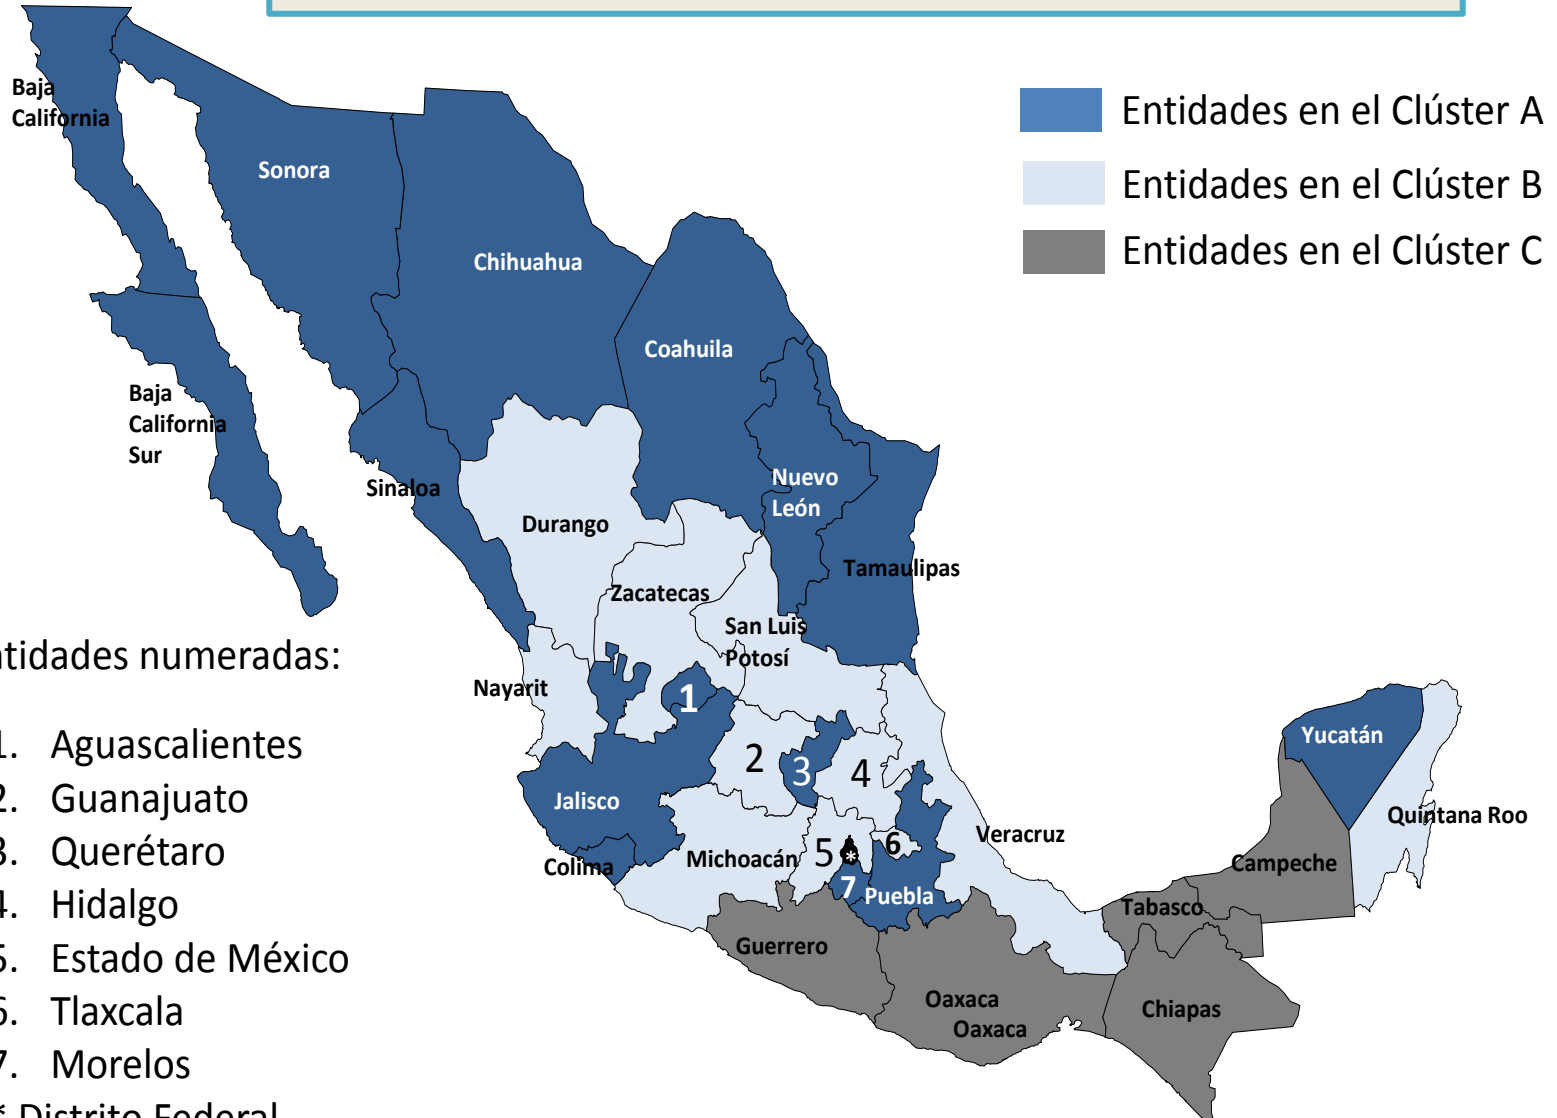 Entidades en el Clúster A
Entidades en el Clúster B
Entidades en el Clúster C
Baja
California
Sonora
Chihuahua
Coahuila
Baja
California
Sur
Sinaloa
Nuevo
León
Durango
Tamaulipas
Zacatecas
San Luis
Potosí
Nayarit
1
2
3
4
Jalisco
Yucatán
Quintana Roo
Veracruz
Colima
Michoacán
5
*
6
7
Puebla
Campeche
Tabasco
Guerrero
Oaxaca
Oaxaca
Chiapas
ntidades numeradas:
1. Aguascalientes
2. Guanajuato
3. Querétaro
4. Hidalgo
5. Estado de México
6. Tlaxcala
7. Morelos
* Distrito Federal